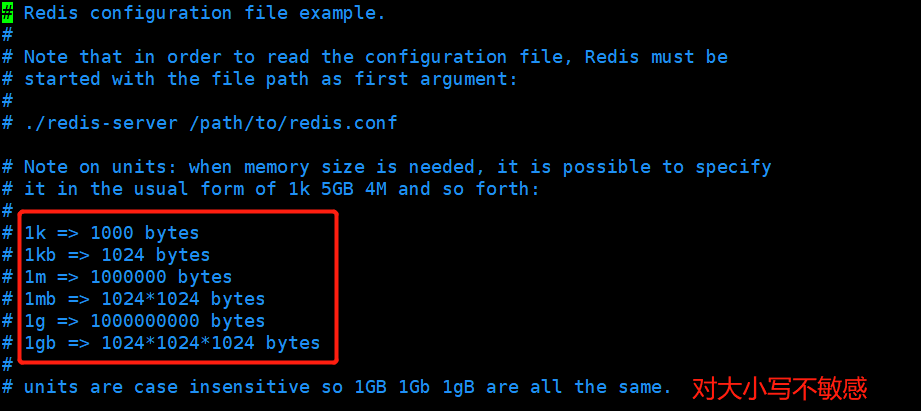 # Redis configuration file example.
#
# Note that in order to read the configuration file, Redis must be
# started with the file path as first argument:
#
# ./redis-server /path/to/redis.conf
# Note on units: when memory size is needed, it is possible to specify
# it in the usual form of 1k 5GB 4M and so forth:
#
# 1k => 1000 bytes
# 1kb => 1024 bytes
# 1m => 1000000 bytes
# 1mb => 1024*1024 bytes
# 1g => 1000000000 bytes
# 1gb => 1024*1024*1024 bytes
#
# units are case insensitive so 1GB 1Gb 1gB are all the same. 对大小写不敏感